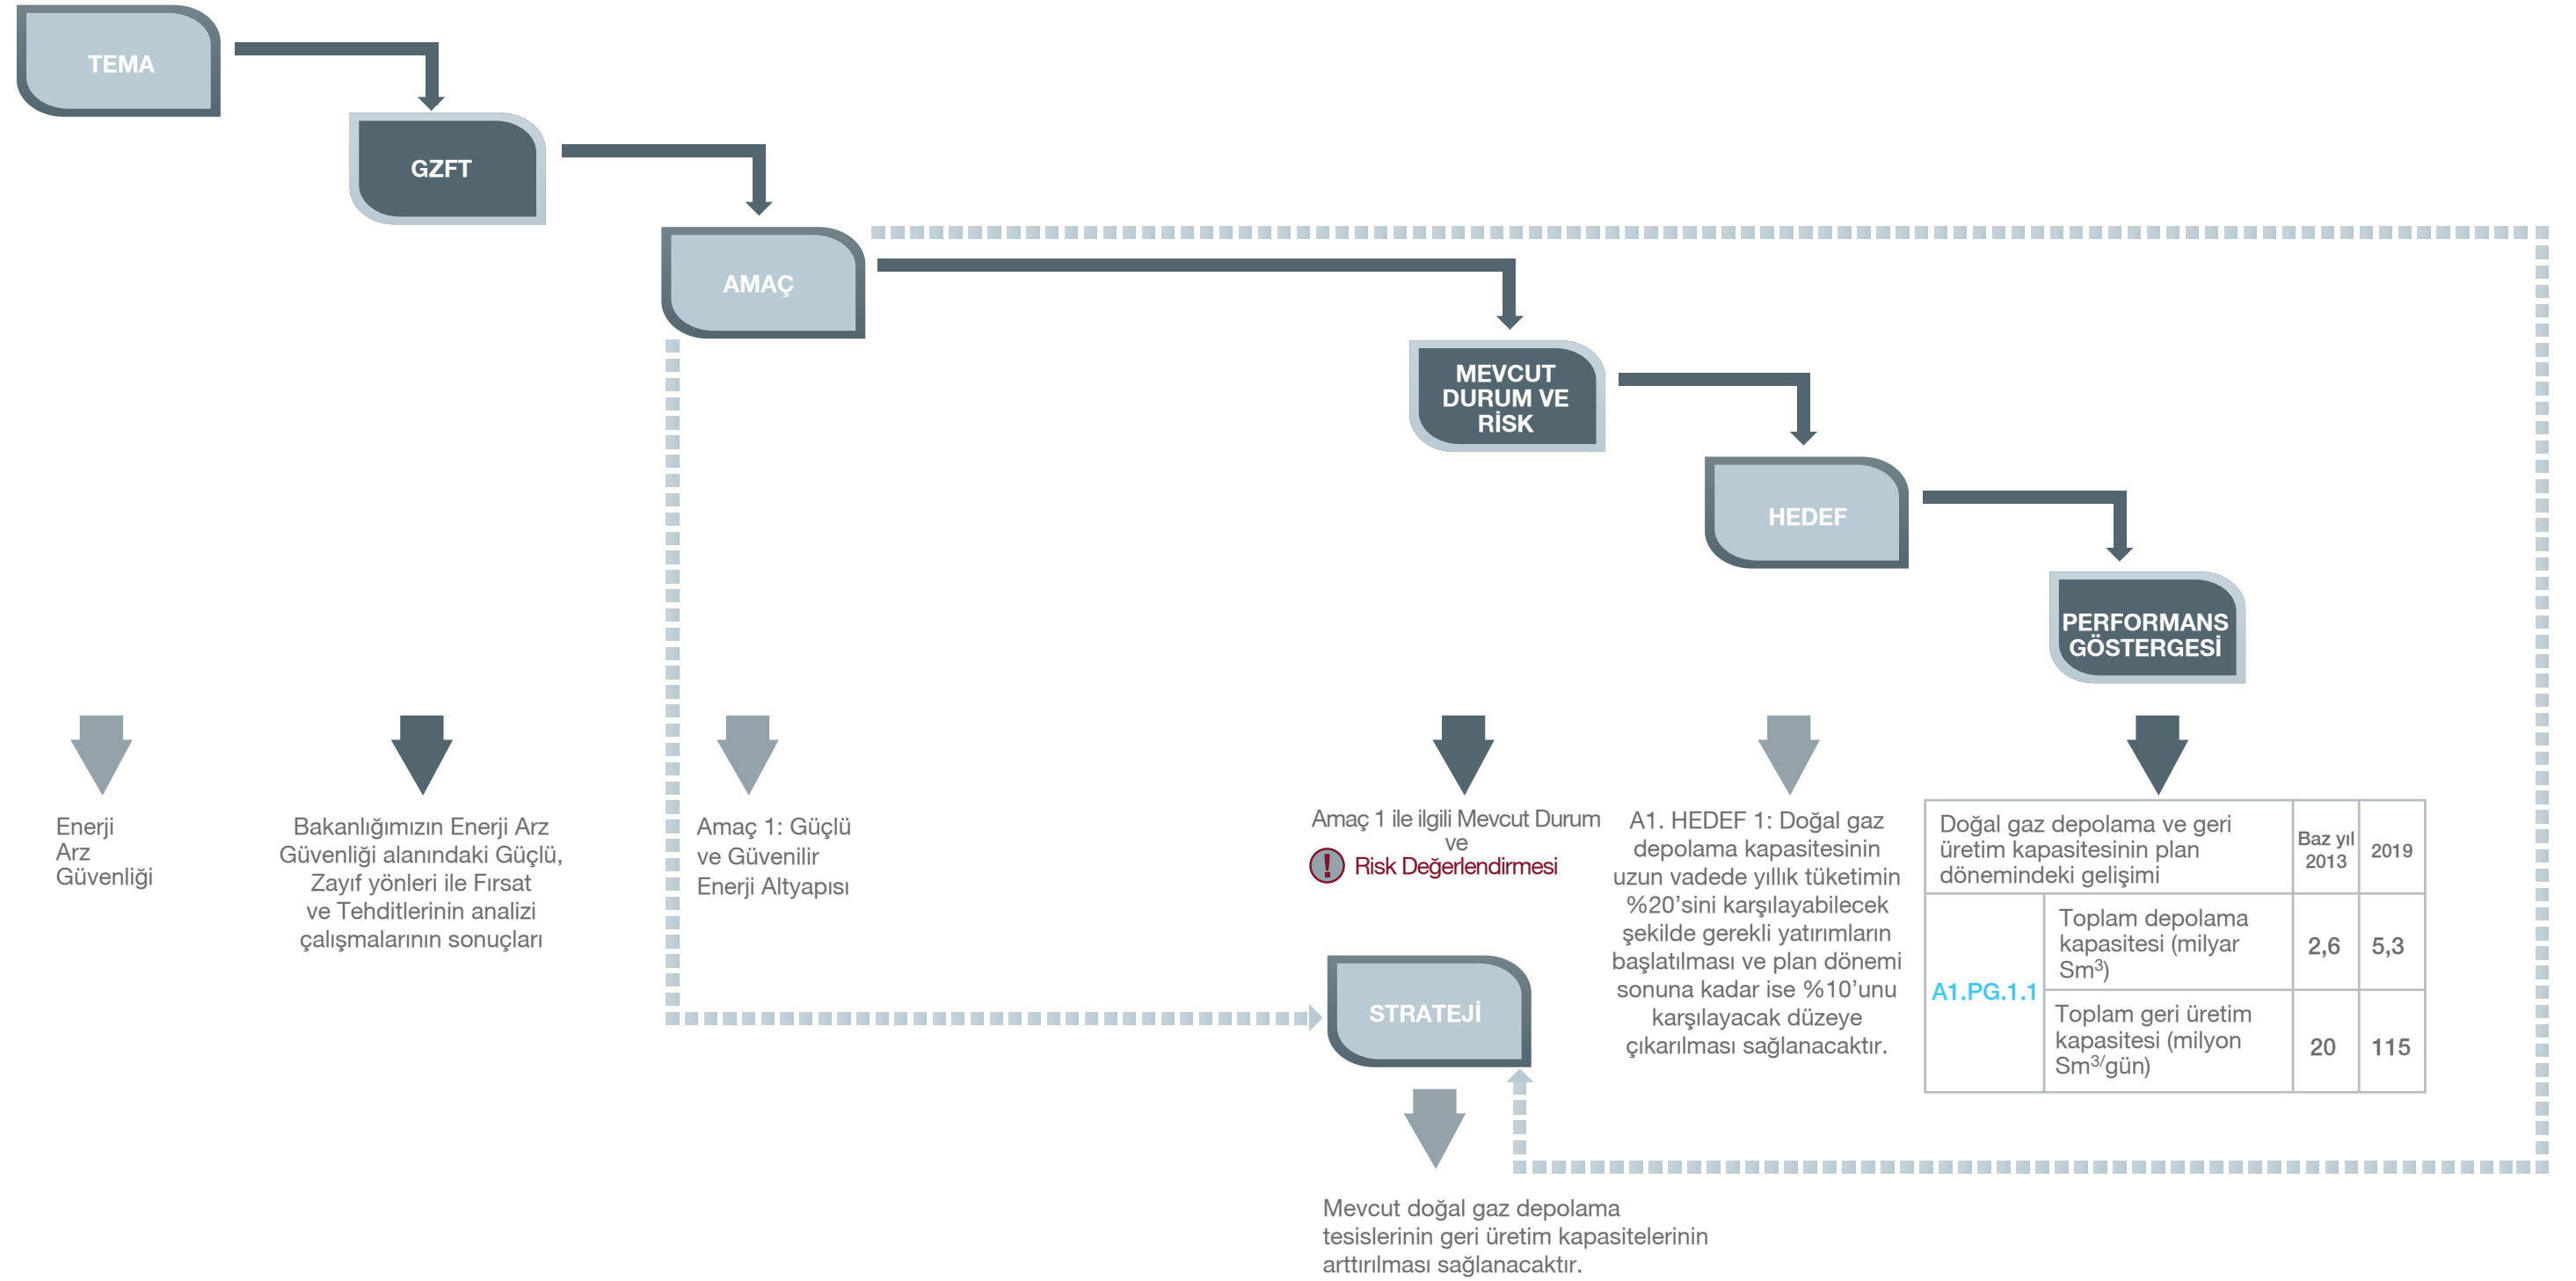 TEMA
GZFT
AMAÇ
MEVCUT
DURUM VE
RİSK
HEDEF
PERFORMANS
GÖSTERGESİ
Enerji
Arz
Güvenliği
Bakanlığımızın Enerji Arz
Güvenliği alanındaki Güçlü,
Zayıf yönleri ile Fırsat
ve Tehditlerinin analizi
çalışmalarının sonuçları
Amaç 1: Güçlü
ve Güvenilir
Enerji Altyapısı
Amaç 1 ile ilgili Mevcut Durum
ve
! Risk Değerlendirmesi
A1. HEDEF 1: Doğal gaz
depolama kapasitesinin
uzun vadede yıllık tüketimin
%20’sini karşılayabilecek
şekilde gerekli yatırımların
başlatılması ve plan dönemi
sonuna kadar ise %10’unu
karşılayacak düzeye
çıkarılması sağlanacaktır.
Doğal gaz depolama ve geri
üretim kapasitesinin plan
dönemindeki gelişimi
Baz yıl
2013
2019
A1.PG.1.1
Toplam depolama
kapasitesi (milyar
Sm³)
2,6
5,3
Toplam geri üretim
kapasitesi (milyon
Sm³/gün)
20
115
STRATEJİ
Mevcut doğal gaz depolama
tesislerinin geri üretim kapasitelerinin
arttırılması sağlanacaktır.